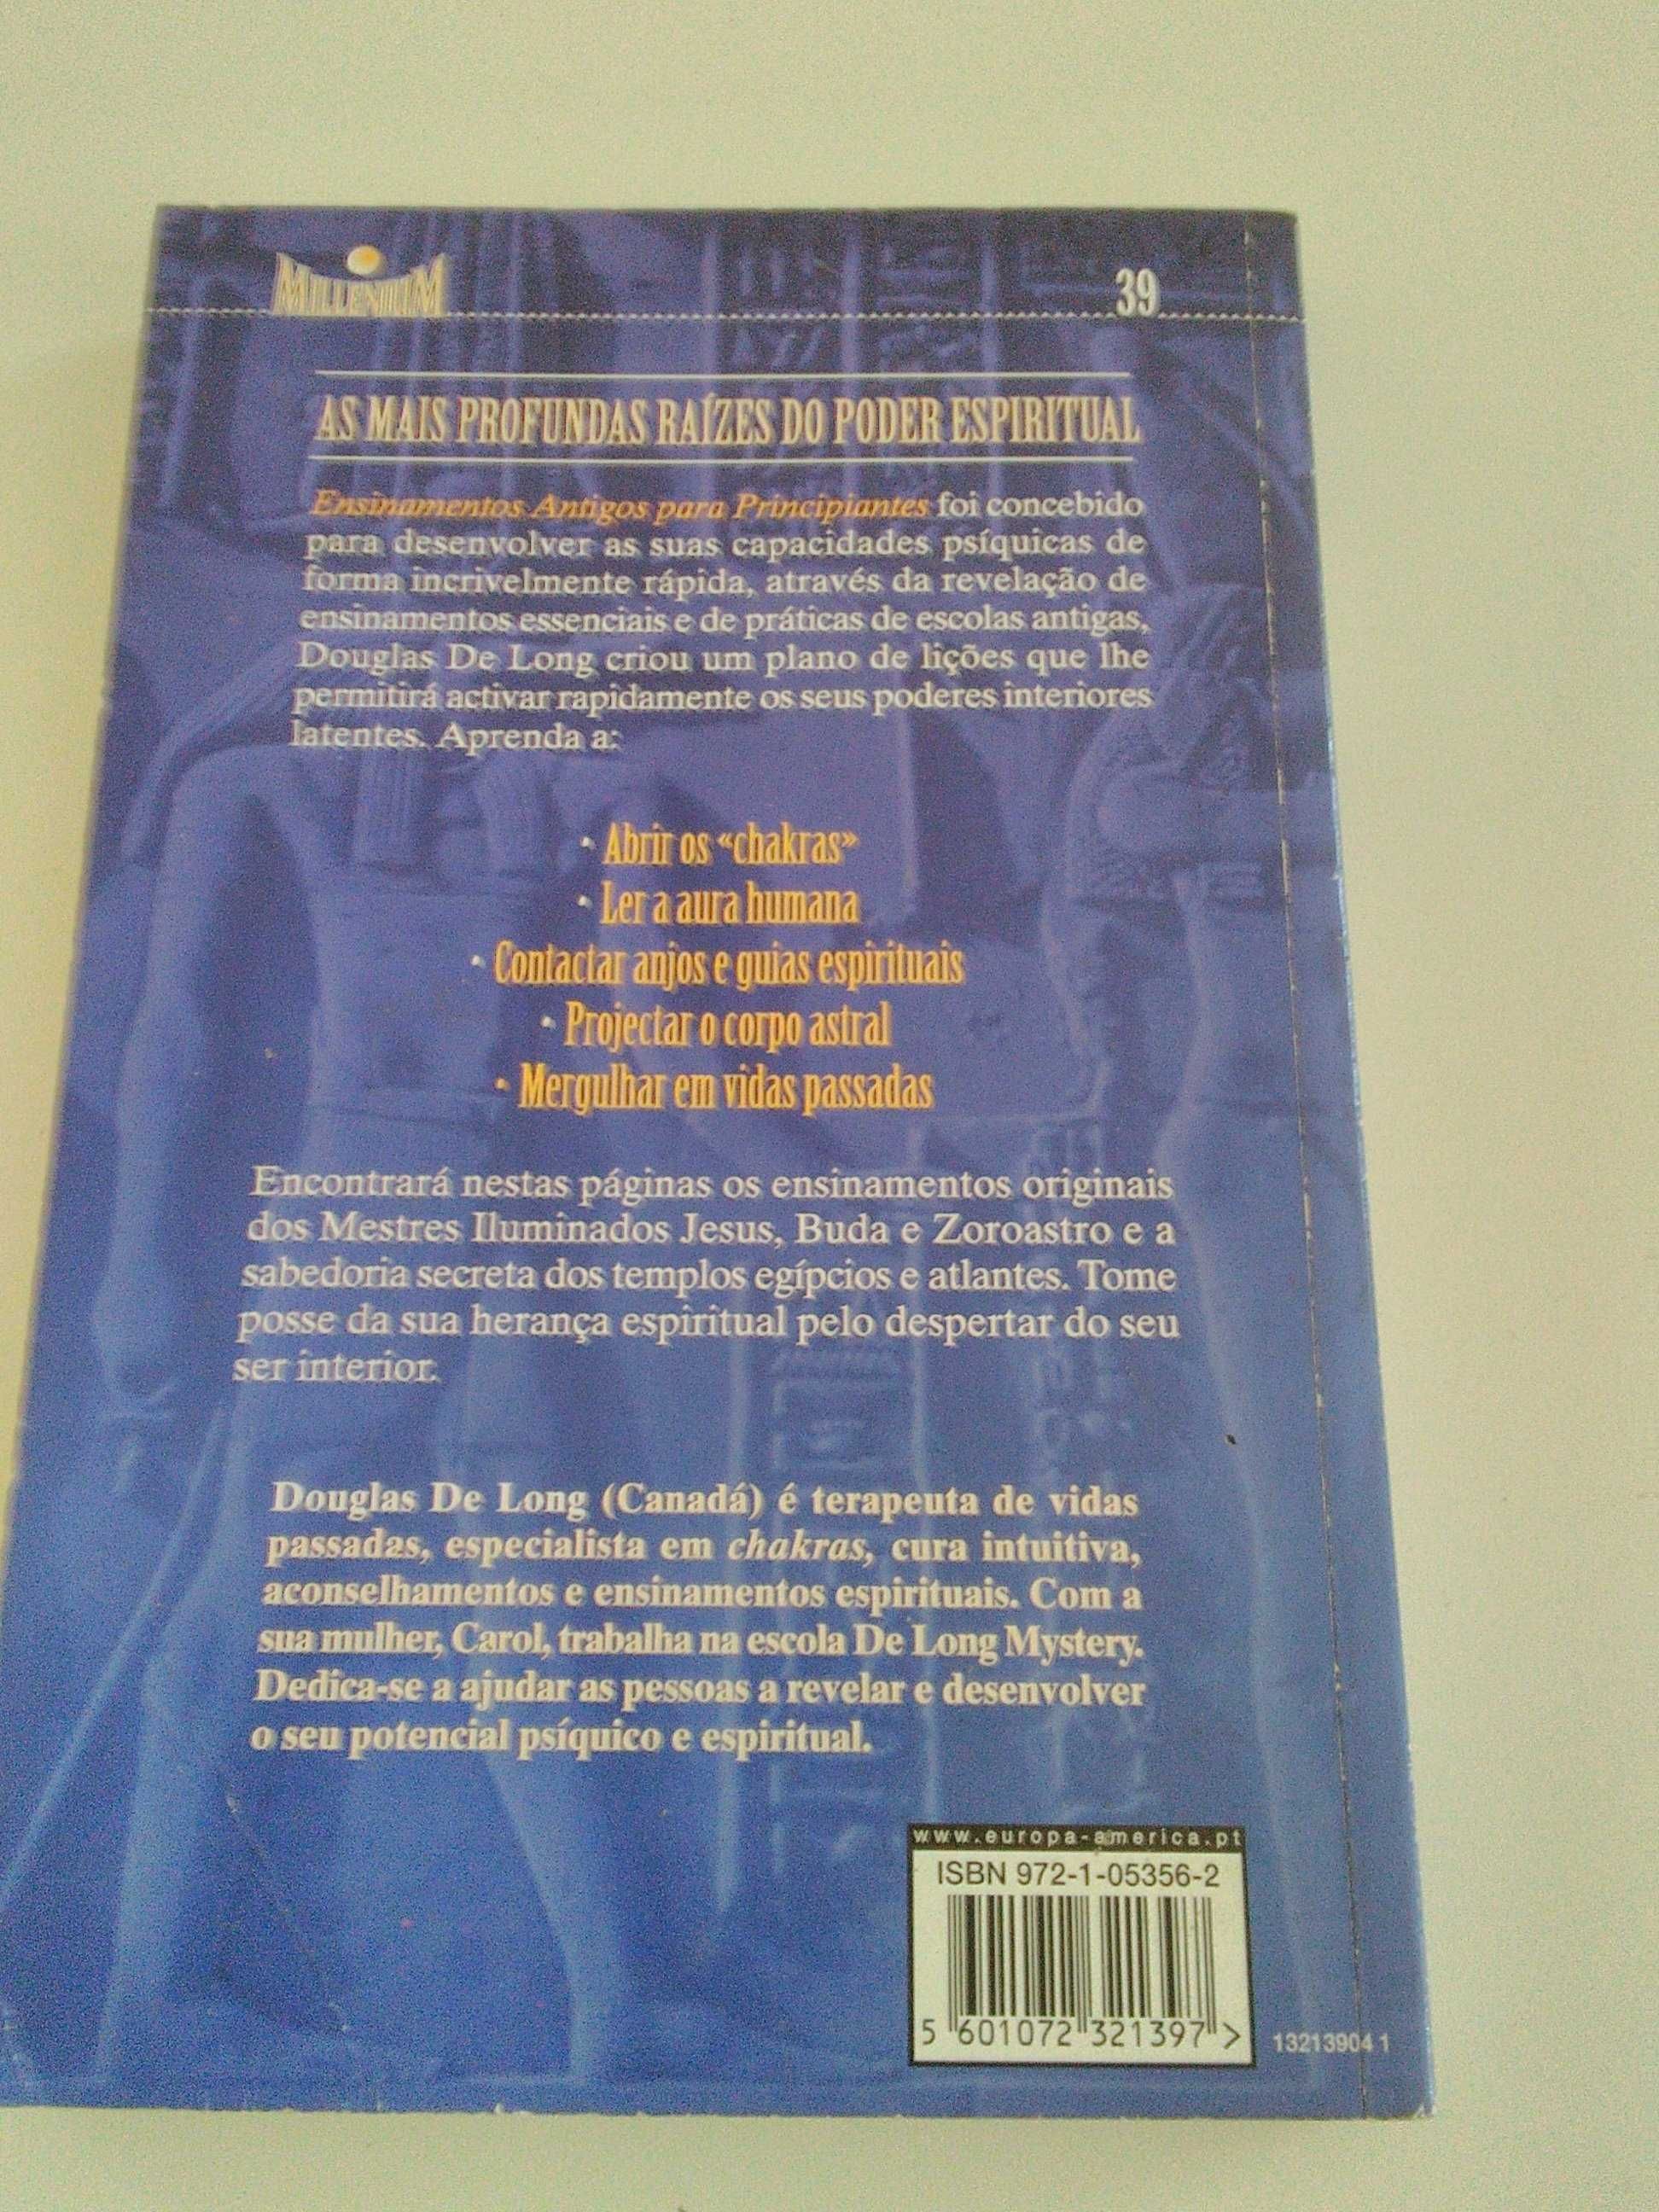 MILLENIUM
39
AS MAIS PROFUNDAS RAÍZES DO PODER ESPIRITUAL
Ensinamentos Antigos para Principiantes foi concebido
para desenvolver as suas capacidades psíquicas de
forma incrivelmente rápida, através da revelação de
ensinamentos essenciais e de práticas de escolas antigas,
Douglas De Long criou um plano de lições que lhe
permitirá activar rapidamente os seus poderes interiores
latentes. Aprenda a:
· Abrir os «chakras»
· Ler a aura humana
· Contactar anjos e guias espirituais
· Projectar o corpo astral
· Mergulhar em vidas passadas
Encontrará nestas páginas os ensinamentos originais
dos Mestres Iluminados Jesus, Buda e Zoroastro e a
sabedoria secreta dos templos egípcios e atlantes. Tome
posse da sua herança espiritual pelo despertar do seu
ser interior.
Douglas De Long (Canadá) é terapeuta de vidas
passadas, especialista em chakras, cura intuitiva,
aconselhamentos e ensinamentos espirituais. Com a
sua mulher, Carol, trabalha na escola De Long Mystery.
Dedica-se a ajudar as pessoas a revelar e desenvolver
o seu potencial psíquico e espiritual.
www.europa-america.pt
ISBN 972-1-05356-2
5 601072 321397 >
13213904 1